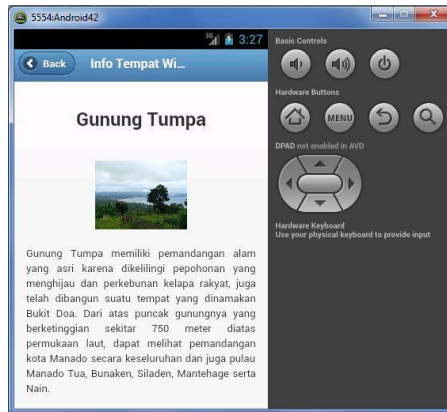 5554:Android42
3G 3:27
Back Info Tempat Wi...
Gunung Tumpa
Gunung Tumpa memiliki pemandangan alam
yang asri karena dikelilingi pepohonan yang
menghijau dan perkebunan kelapa rakyat, juga
telah dibangun suatu tempat yang dinamakan
Bukit Doa. Dari atas puncak gunungnya yang
berketinggian sekitar 750 meter diatas
permukaan laut, dapat melihat pemandangan
kota Manado secara keseluruhan dan juga pulau
Manado Tua, Bunaken, Siladen, Mantehage serta
Nain.
Basic Controls
Hardware Buttons
MENU
DPAD not enabled in AVD
Hardware Keyboard
Use your physical keyboard to provide input